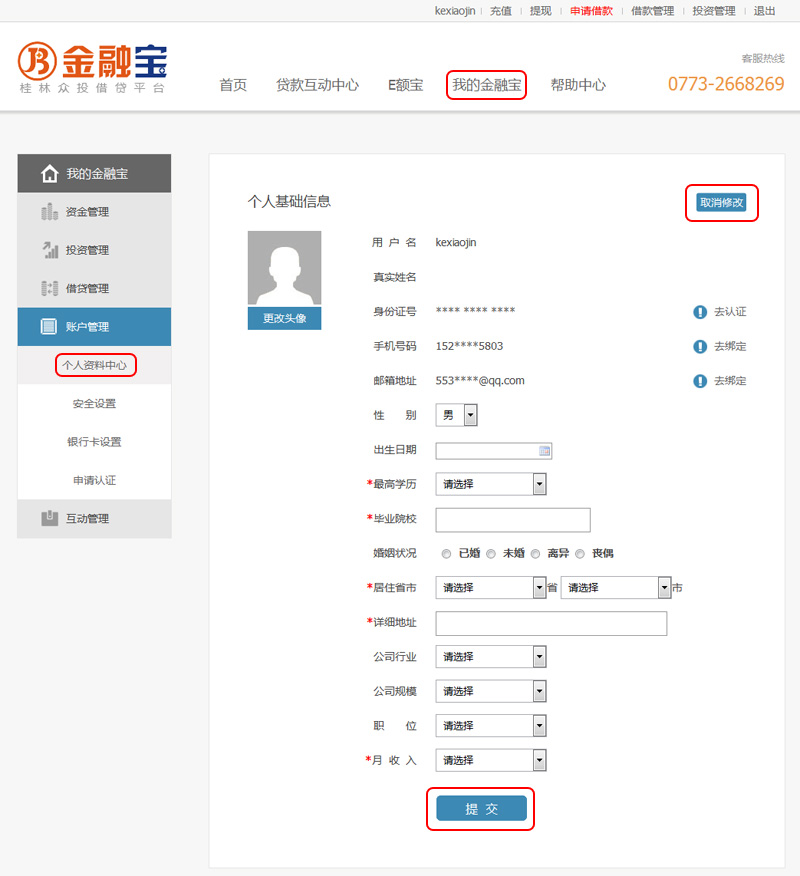 kexiaojin 充值 提现 申请借款 借款管理 投资管理 退出
金融宝
桂林众投借贷平台
首页 贷款互动中心 E额宝 我的金融宝 帮助中心
客服热线
0773-2668269
我的金融宝
资金管理
投资管理
借贷管理
账户管理
个人资料中心
安全设置
银行卡设置
申请认证
互动管理
个人基础信息
取消修改
更改头像
用户名 kexiaojin
真实姓名
身份证号 **** **** **** 去认证
手机号码 152****5803 去绑定
邮箱地址 553****@qq.com 去绑定
性别 男
出生日期
*最高学历 请选择
*毕业院校
婚姻状况 已婚 未婚 离异 丧偶
*居住省市 请选择 省 请选择 市
*详细地址
公司行业 请选择
公司规模 请选择
职位 请选择
*月收入 请选择
提交